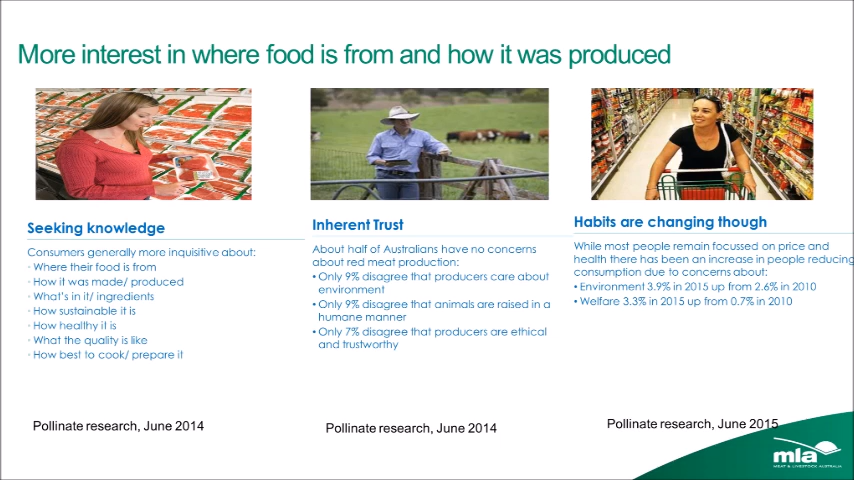 More interest in where food is from and how it was produced
Seeking knowledge
Consumers generally more inquisitive about:
· Where their food is from
· How it was made/ produced
· What's in it/ ingredients
· How sustainable it is
· How healthy it is
· What the quality is like
· How best to cook/ prepare it
Pollinate research, June 2014
Inherent Trust
About half of Australians have no concerns
about red meat production:
• Only 9% disagree that producers care about
environment
• Only 9% disagree that animals are raised in a
humane manner
• Only 7% disagree that producers are ethical
and trustworthy
Pollinate research, June 2014
Habits are changing though
While most people remain focussed on price and
health there has been an increase in people reducing
consumption due to concerns about:
• Environment 3.9% in 2015 up from 2.6% in 2010
• Welfare 3.3% in 2015 up from 0.7% in 2010
Pollinate research, June 2015
mla
MEAT & LIVESTOCK AUSTRALIA